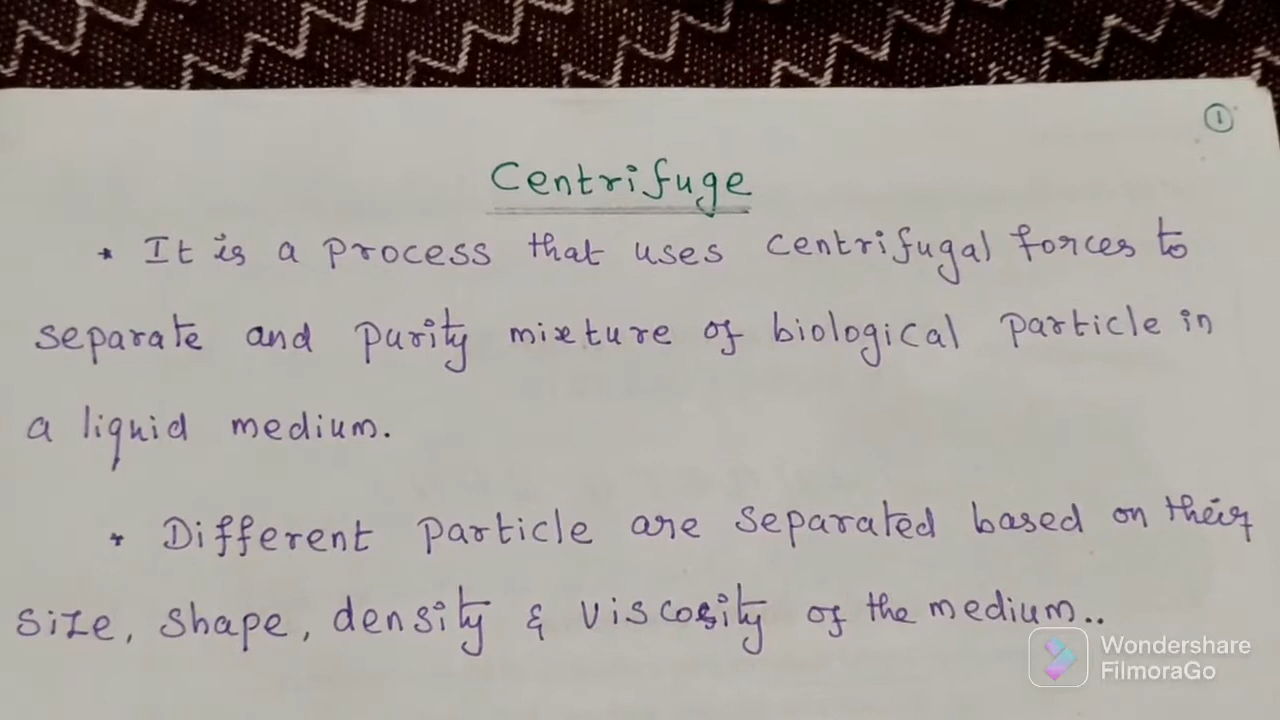 1
Centrifuge
* It is a process that uses centrifugal forces to
separate and purity mixture of biological particle in
a liquid medium.
* Different particle are separated based on their
size, shape, density & viscosity of the medium..
Wondershare
FilmoraGo